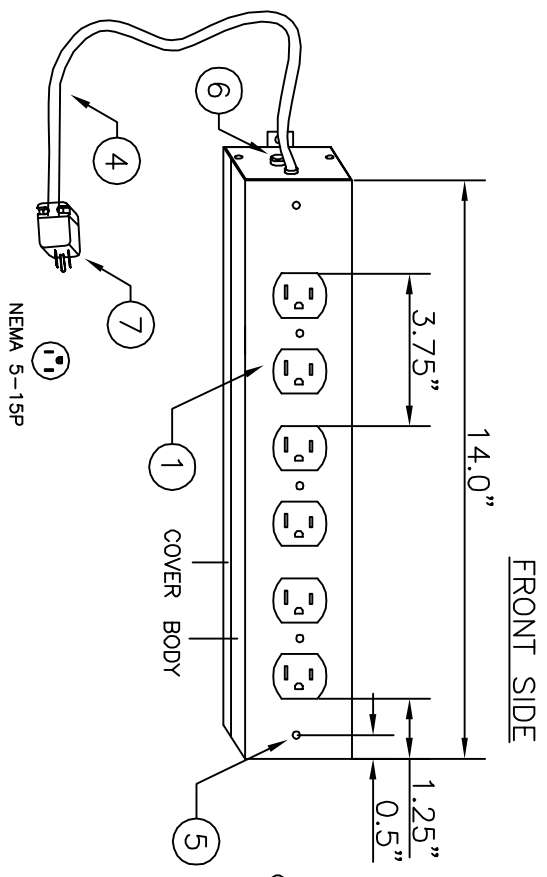 FRONT SIDE
14.0"
3.75"
1.25"
0.5"
6
4
7
1
5
COVER
BODY
NEMA 5-15P